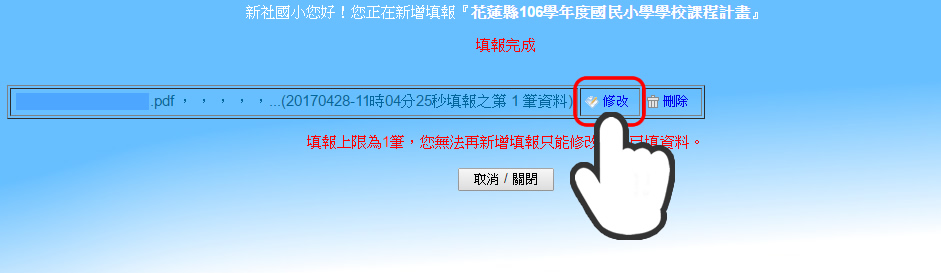 新社國小您好！您正在新增填報『花蓮縣106學年度國民小學學校課程計畫』
填報完成
.pdf， ， ， ， ，...(20170428-11時04分25秒填報之第 1 筆資料) 修改 刪除
填報上限為1筆，您無法再新增填報只能修改 已填資料。
取消 / 關閉